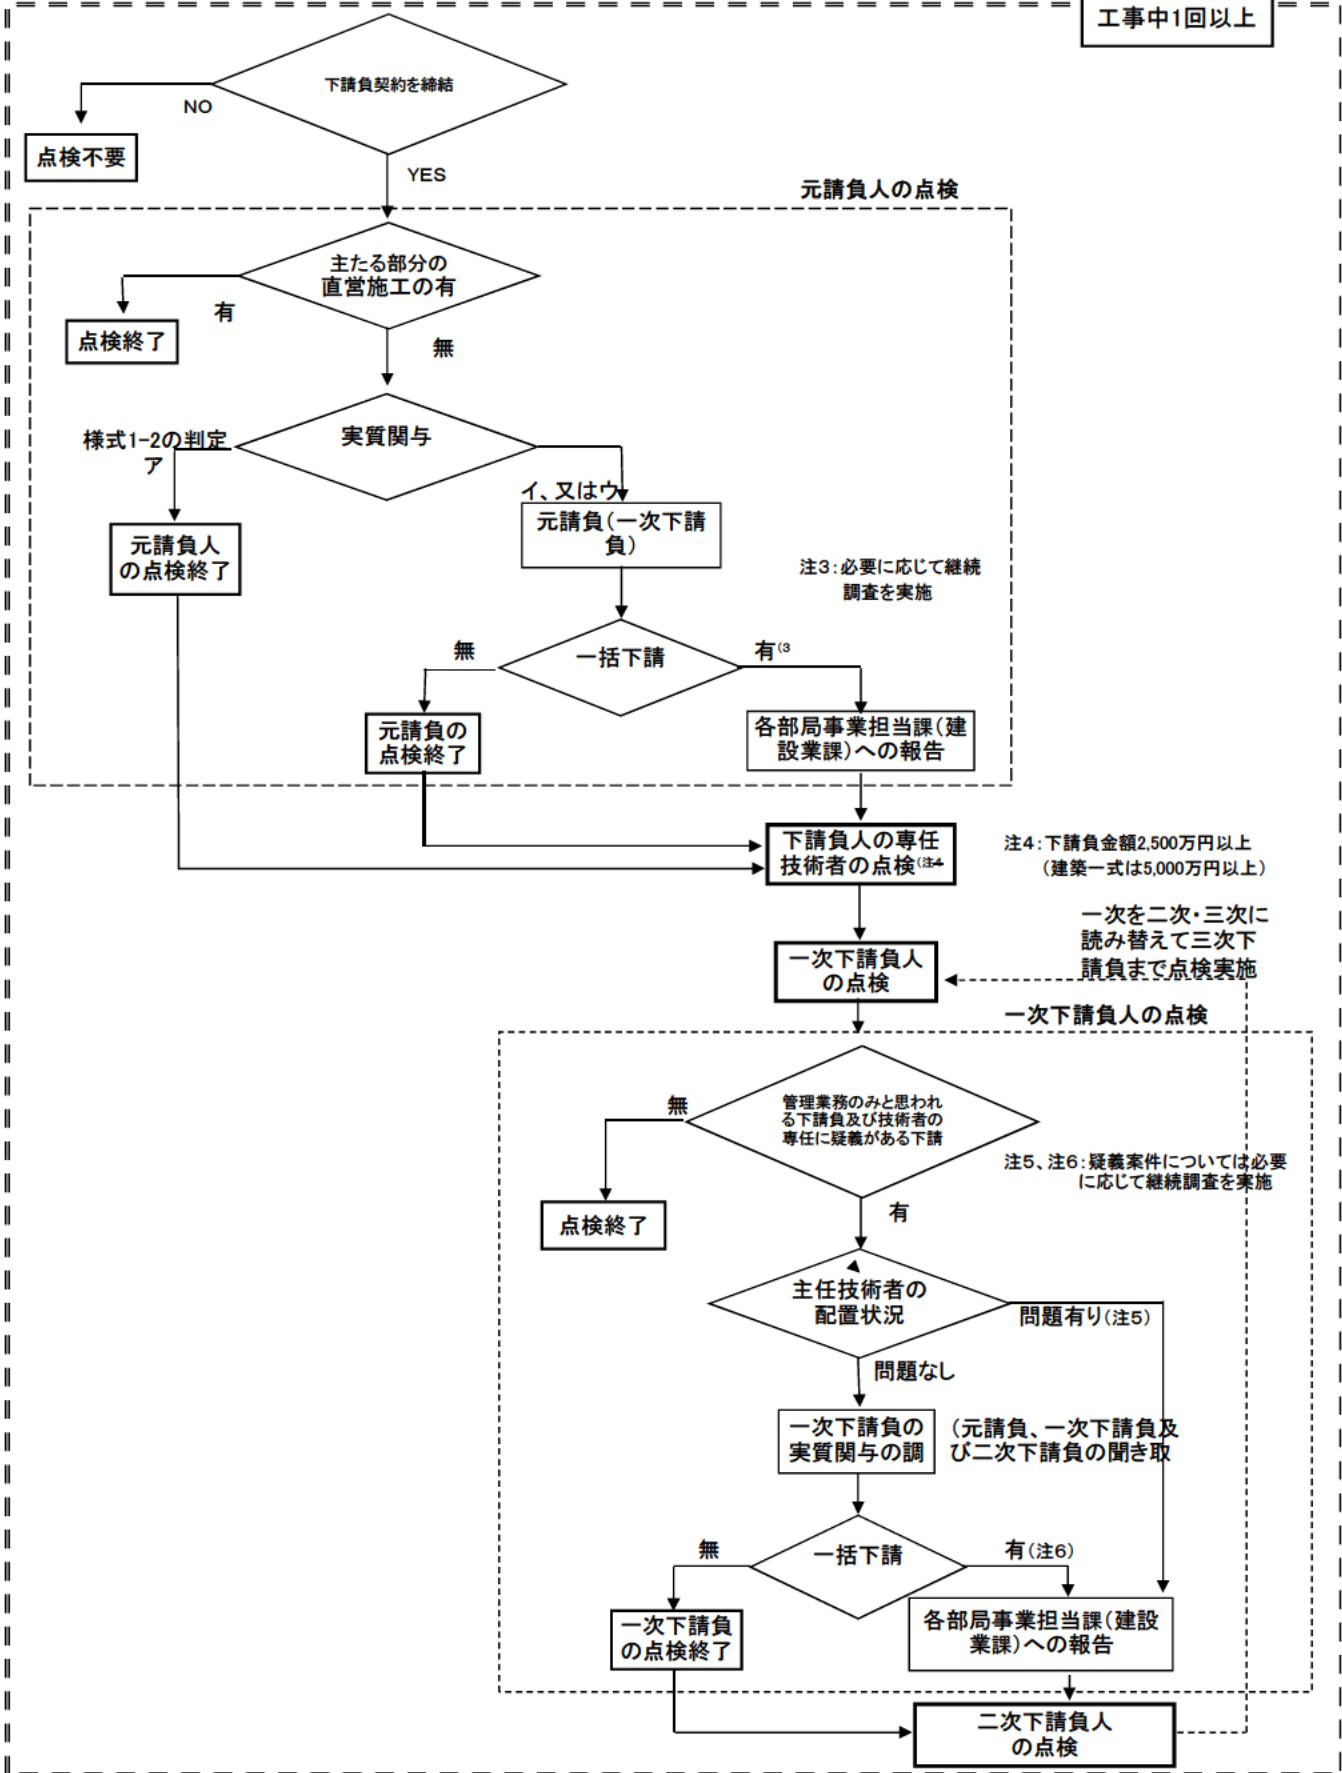 工事中1回以上
下請負契約を締結
NO
点検不要
YES
元請負人の点検
主たる部分の
直営施工の有
有
点検終了
無
実質関与
様式1-2の判定
ア
イ、又はウ
元請負(一次下請
負)
元請負人
の点検終了
注3:必要に応じて継続
調査を実施
一括下請
無
有(3
元請負の
点検終了
各部局事業担当課(建
設業課)への報告
下請負人の専任
技術者の点検(注4
注4:下請負金額2,500万円以上
(建築一式は5,000万円以上)
一次を二次・三次に
読み替えて三次下
請負まで点検実施
一次下請負人
の点検
一次下請負人の点検
管理業務のみと思われ
る下請負及び技術者の
専任に疑義がある下請
無
点検終了
注5、注6:疑義案件については必要
に応じて継続調査を実施
有
主任技術者の
配置状況
問題有り(注5)
問題なし
一次下請負の
実質関与の調
(元請負、一次下請負及
び二次下請負の聞き取
一括下請
無
有(注6)
一次下請負
の点検終了
各部局事業担当課(建設
業課)への報告
二次下請負人
の点検